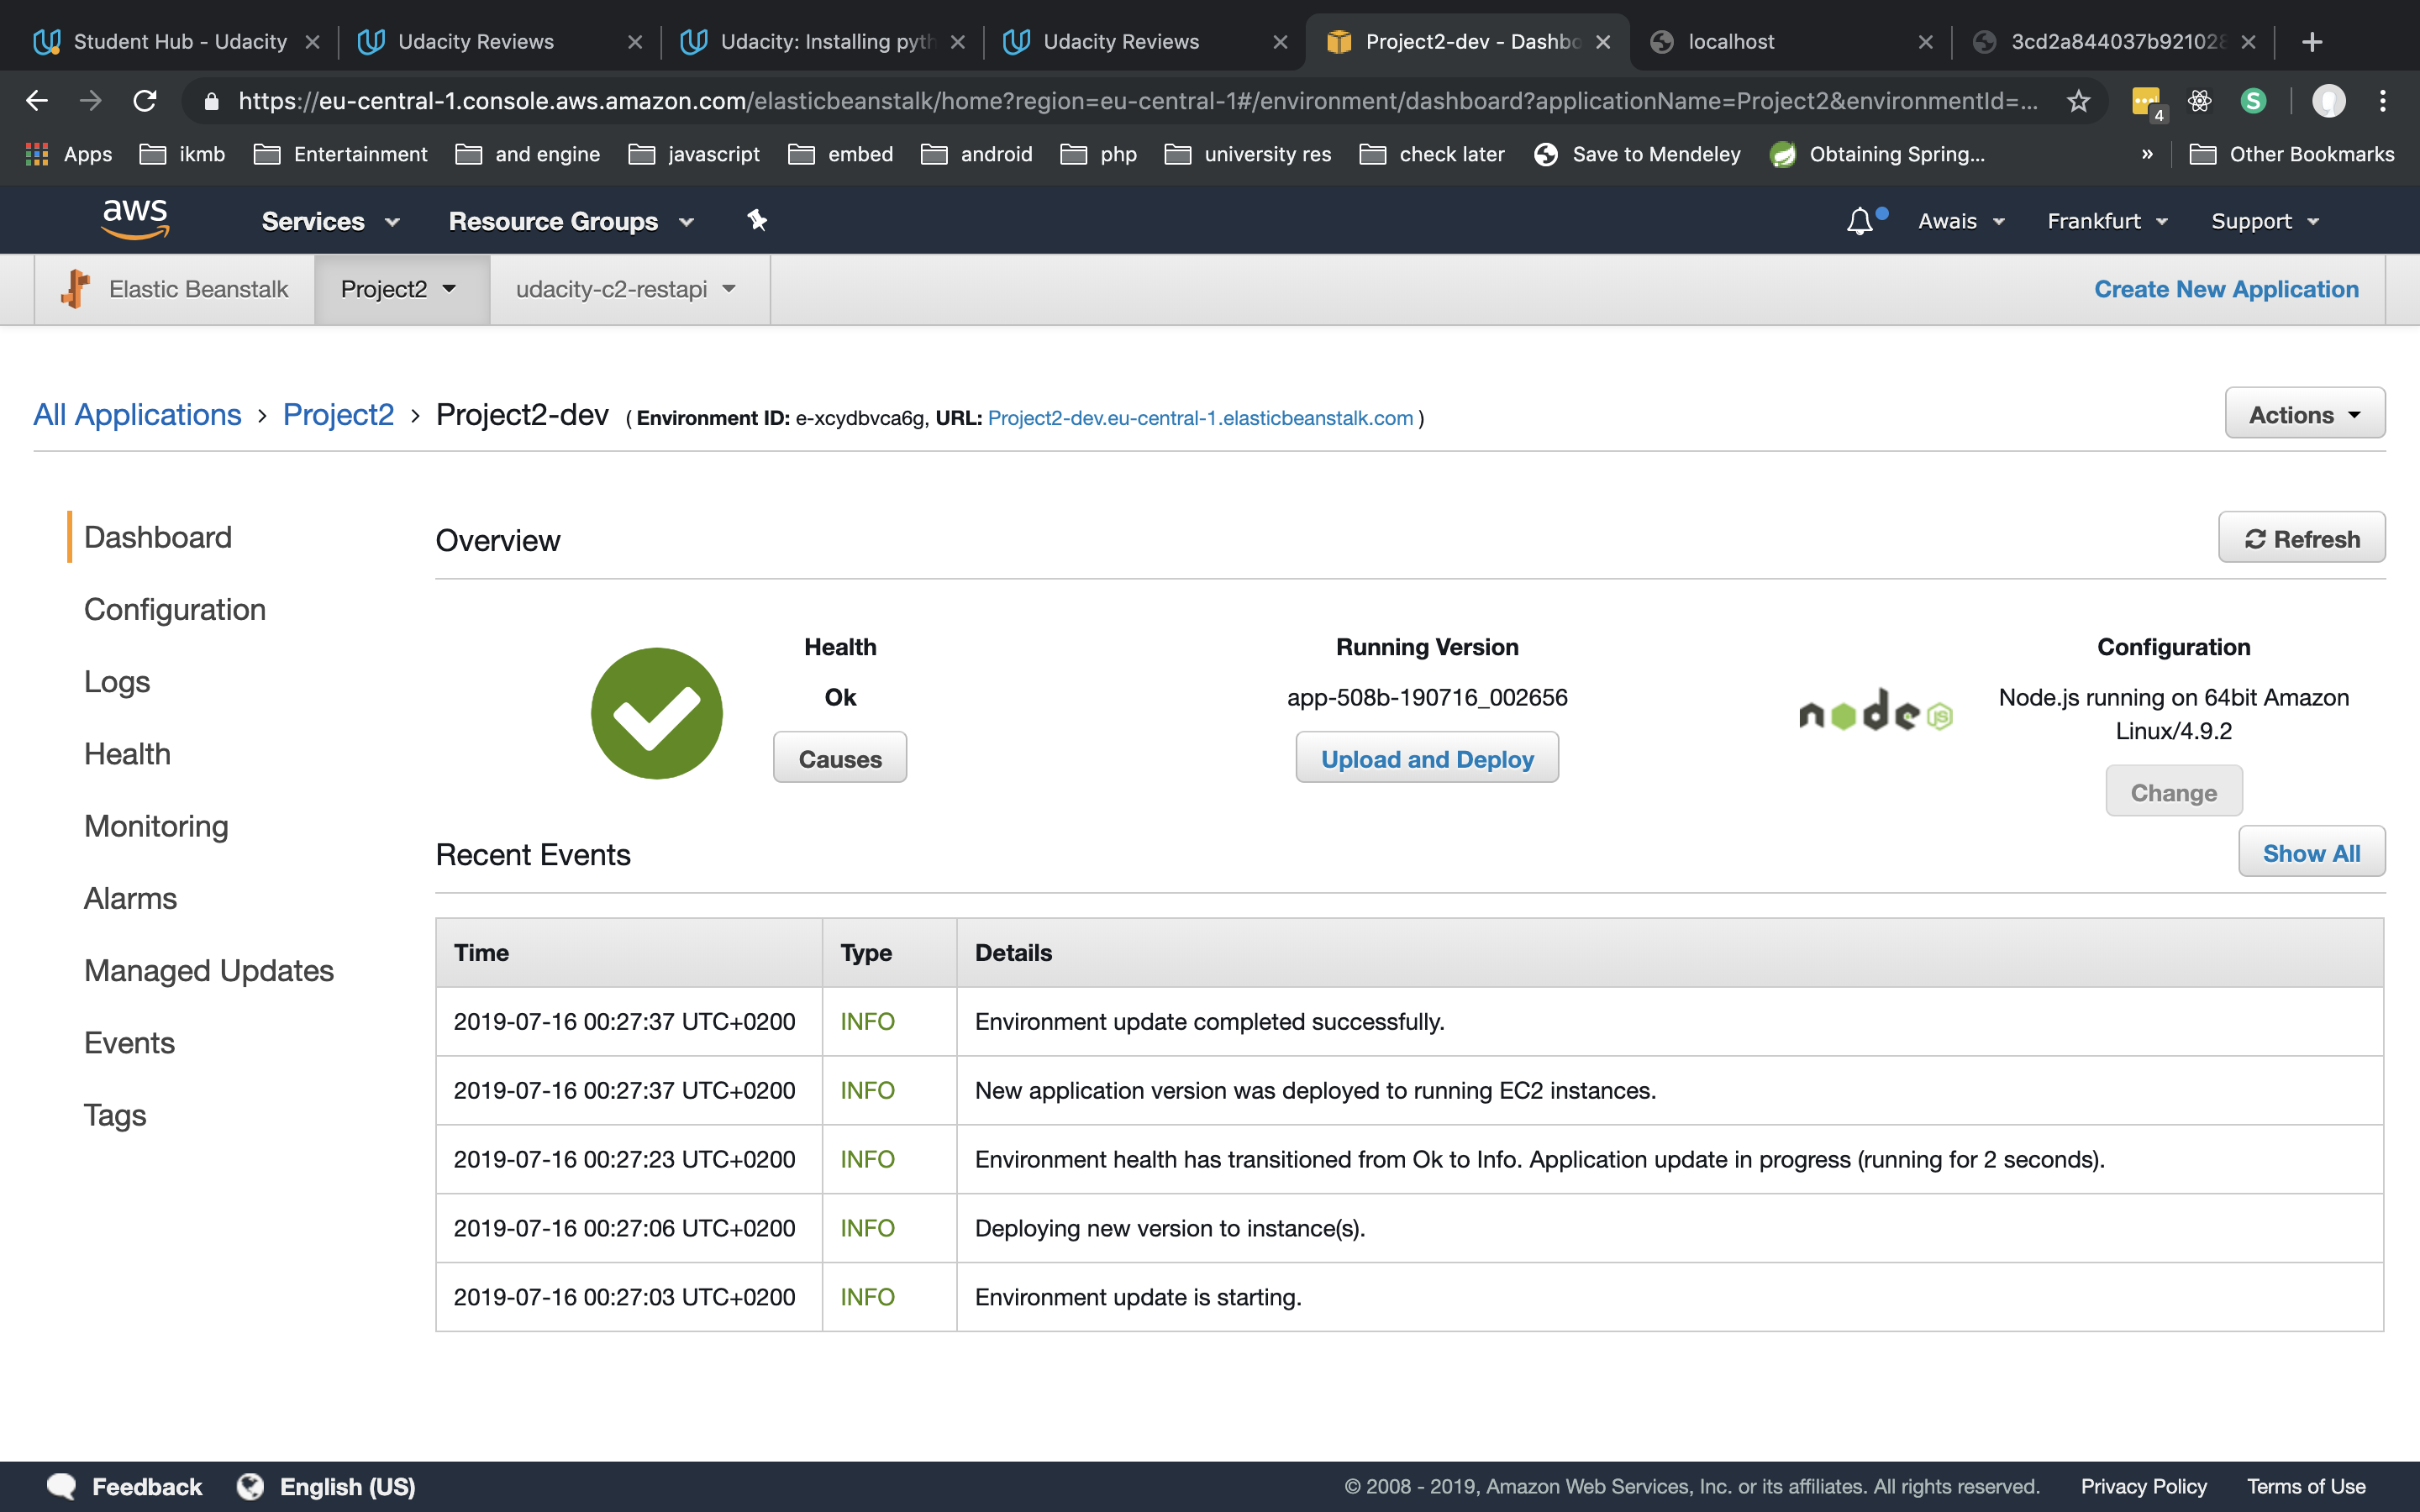 Student Hub - Udacity
Udacity Reviews
Udacity: Installing pyth
Udacity Reviews
Project2-dev - Dashbo
localhost
3cd2a844037b921028
https://eu-central-1.console.aws.amazon.com/elasticbeanstalk/home?region=eu-central-1#/environment/dashboard?applicationName=Project2&environmentId=...
4
S
Apps
ikmb
Entertainment
and engine
javascript
embed
android
php
university res
check later
Save to Mendeley
Obtaining Spring...
»
Other Bookmarks
aws
Services
Resource Groups
Awais
Frankfurt
Support
Elastic Beanstalk
Project2
udacity-c2-restapi
Create New Application
All Applications > Project2 > Project2-dev ( Environment ID: e-xcydbvca6g, URL: Project2-dev.eu-central-1.elasticbeanstalk.com )
Actions
Dashboard
Configuration
Logs
Health
Monitoring
Alarms
Managed Updates
Events
Tags
Overview
Refresh
Health
Ok
Causes
Running Version
app-508b-190716_002656
Upload and Deploy
node JS
Configuration
Node.js running on 64bit Amazon
Linux/4.9.2
Change
Recent Events
Show All
Time Type Details
2019-07-16 00:27:37 UTC+0200 INFO Environment update completed successfully.
2019-07-16 00:27:37 UTC+0200 INFO New application version was deployed to running EC2 instances.
2019-07-16 00:27:23 UTC+0200 INFO Environment health has transitioned from Ok to Info. Application update in progress (running for 2 seconds).
2019-07-16 00:27:06 UTC+0200 INFO Deploying new version to instance(s).
2019-07-16 00:27:03 UTC+0200 INFO Environment update is starting.
Feedback
English (US)
© 2008 - 2019, Amazon Web Services, Inc. or its affiliates. All rights reserved.
Privacy Policy
Terms of Use